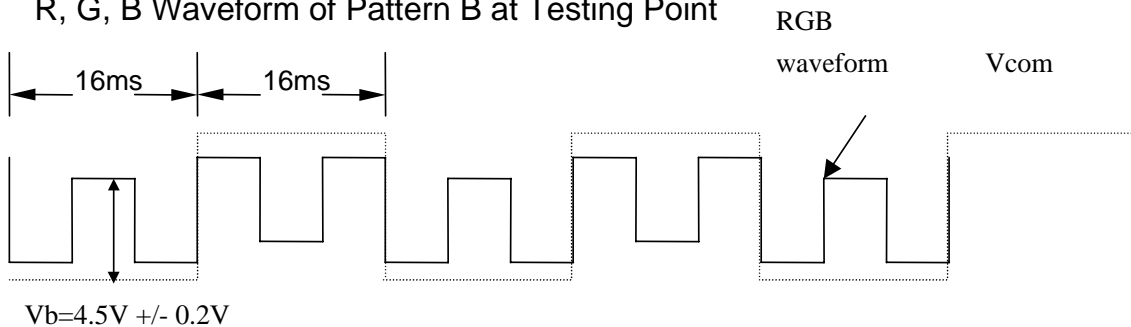 R, G, B Waveform of Pattern B at Testing Point
RGB
waveform
Vcom
16ms
16ms
Vb=4.5V +/- 0.2V